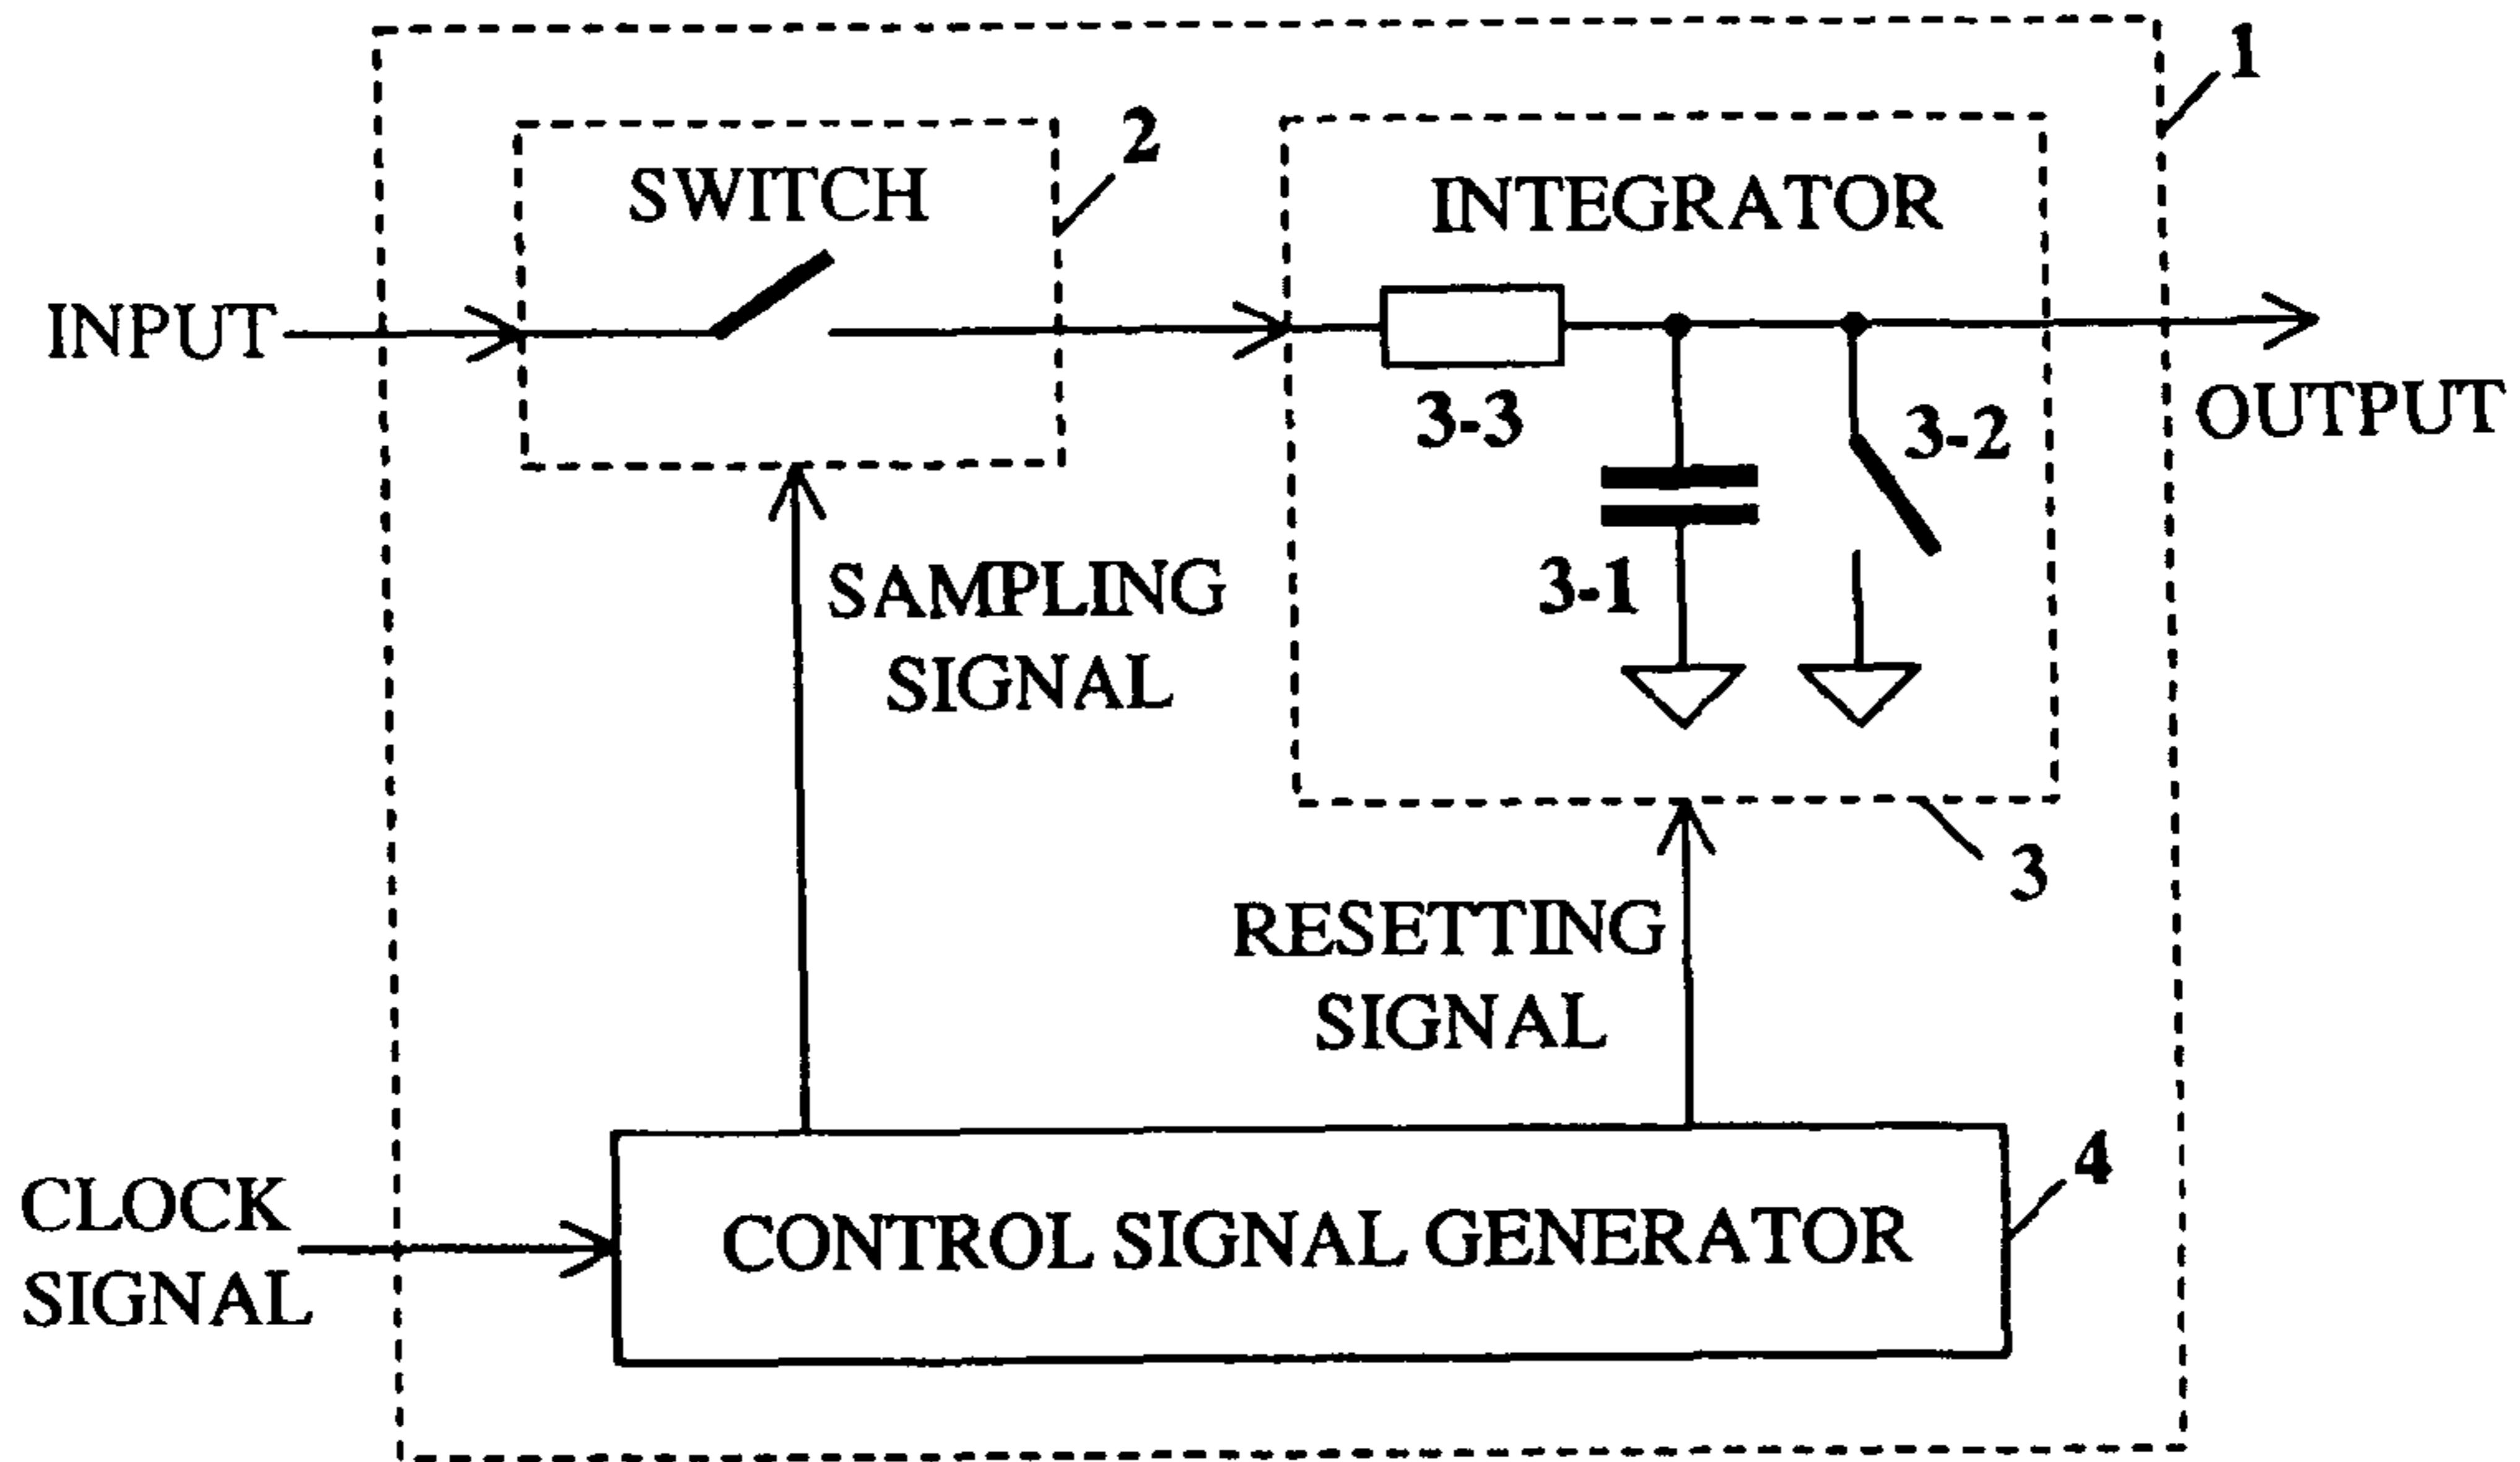 1
2
SWITCH
INTEGRATOR
INPUT
3-3
3-2
OUTPUT
3-1
SAMPLING
SIGNAL
3
RESETTING
SIGNAL
4
CLOCK
SIGNAL
CONTROL SIGNAL GENERATOR